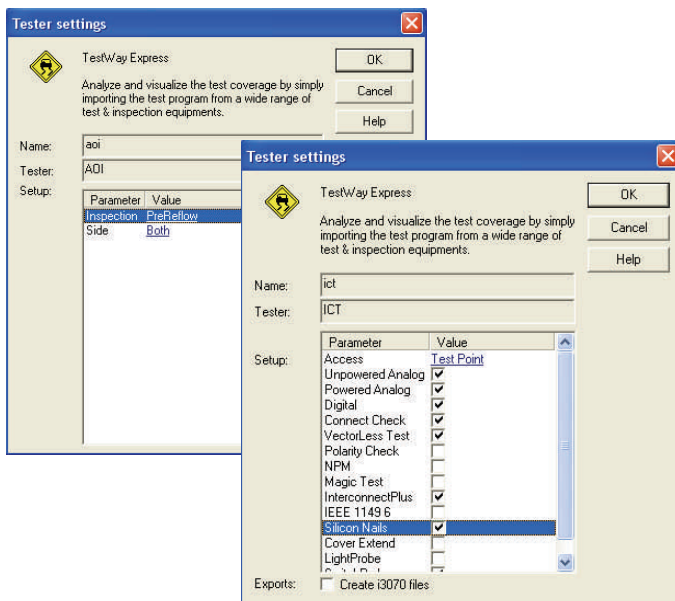 Tester settings
TestWay Express
Analyze and visualize the test coverage by simply
importing the test program from a wide range of
test & inspection equipments.
OK
Cancel
Help
Name: aoi
Tester: AOI
Setup:
Parameter Value
Inspection PreReflow
Side Both
Tester settings
TestWay Express
Analyze and visualize the test coverage by simply
importing the test program from a wide range of
test & inspection equipments.
OK
Cancel
Help
Name: ict
Tester: ICT
Setup:
Parameter Value
Access Test Point
Unpowered Analog
Powered Analog
Digital
Connect Check
VectorLess Test
Polarity Check
NPM
Magic Test
InterconnectPlus
IEEE 1149 6
Silicon Nails
Cover Extend
LightProbe
Exports: Create i3070 files